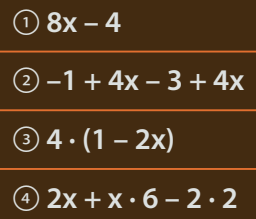 ① 8x – 4
② –1 + 4x – 3 + 4x
③ 4 · (1 – 2x)
④ 2x + x · 6 – 2 · 2